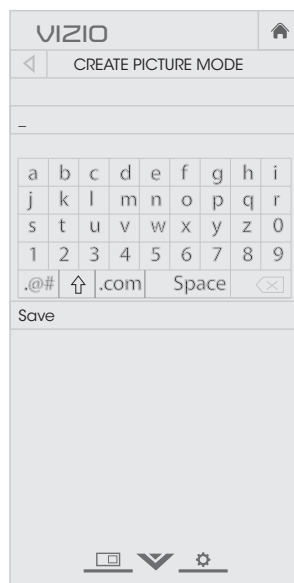 VIZIO
CREATE PICTURE MODE
_
a b c d e f g h i
j k l m n o p q r
s t u v w x y z 0
1 2 3 4 5 6 7 8 9
.@# .com Space
Save